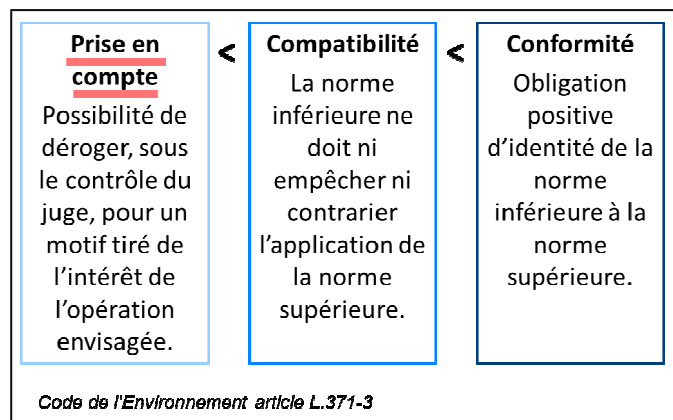 Prise en
compte
Possibilité de
déroger, sous
le contrôle du
juge, pour un
motif tiré de
l'intérêt de
l'opération
envisagée.
<
Compatibilité
La norme
inférieure ne
doit ni
empêcher ni
contrarier
l'application de
la norme
supérieure.
<
Conformité
Obligation
positive
d'identité de la
norme
inférieure à la
norme
supérieure.
Code de l'Environnement article L.371-3